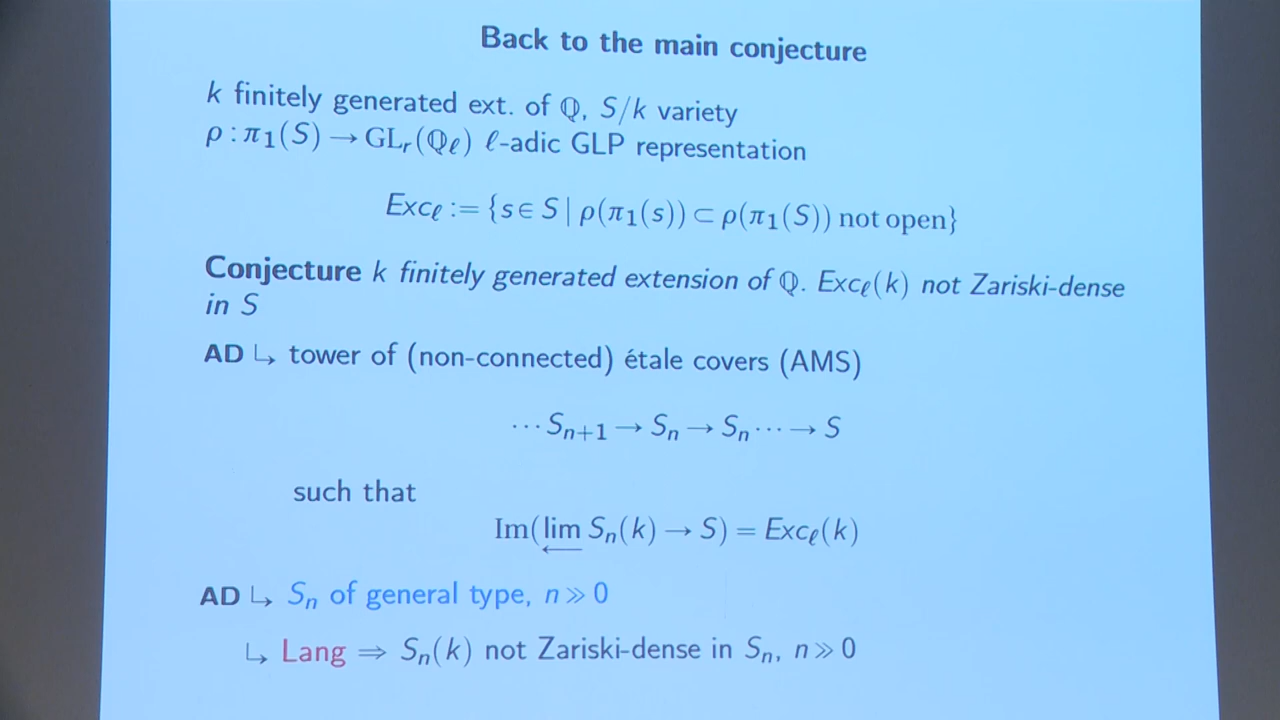 Back to the main conjecture
k finitely generated ext. of ℚ, S/k variety
ρ : π₁(S) → GLᵣ(ℚℓ) ℓ-adic GLP representation
Excℓ := {s ∈ S | ρ(π₁(s)) ⊂ ρ(π₁(S)) not open}
Conjecture k finitely generated extension of ℚ. Excℓ(k) not Zariski-dense
in S
AD ↳ tower of (non-connected) étale covers (AMS)
⋯ Sₙ₊₁ → Sₙ → Sₙ ⋯ → S
such that
Im(lim← Sₙ(k) → S) = Excℓ(k)
AD ↳ Sₙ of general type, n ≫ 0
↳ Lang ⇒ Sₙ(k) not Zariski-dense in Sₙ, n ≫ 0